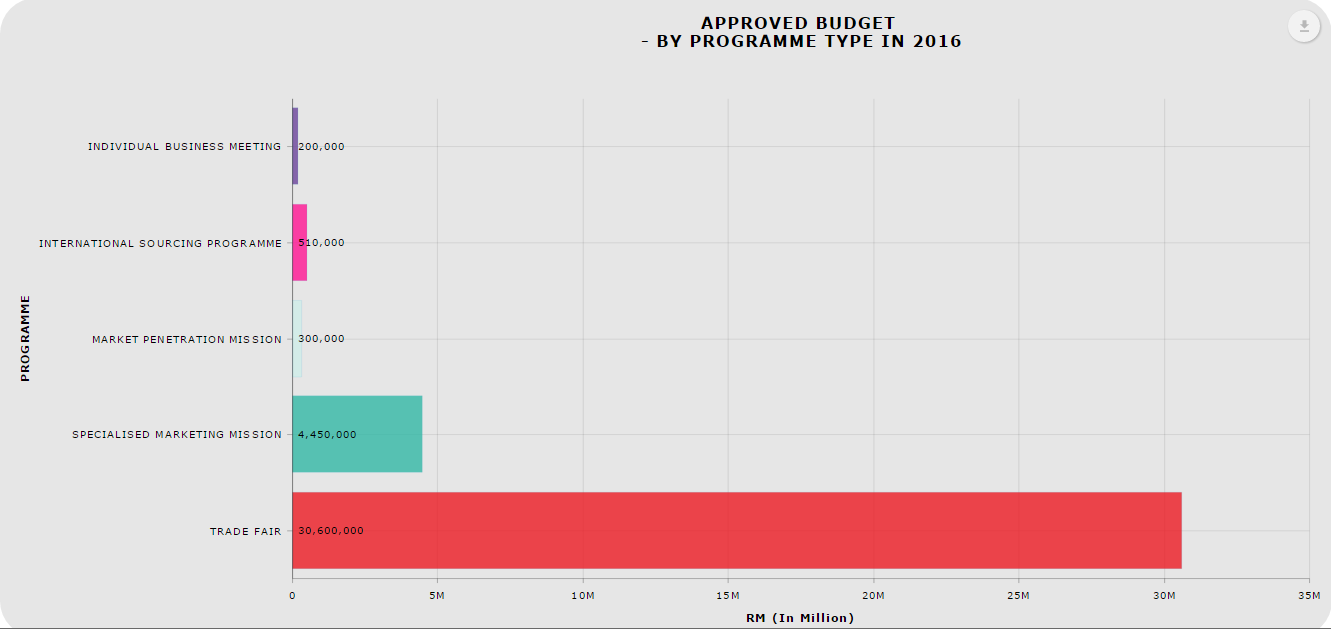 APPROVED BUDGET
- BY PROGRAMME TYPE IN 2016
PROGRAMME
INDIVIDUAL BUSINESS MEETING 200,000
INTERNATIONAL SOURCING PROGRAMME 510,000
MARKET PENETRATION MISSION 300,000
SPECIALISED MARKETING MISSION 4,450,000
TRADE FAIR 30,600,000
0 5M 10M 15M 20M 25M 30M 35M
RM (In Million)